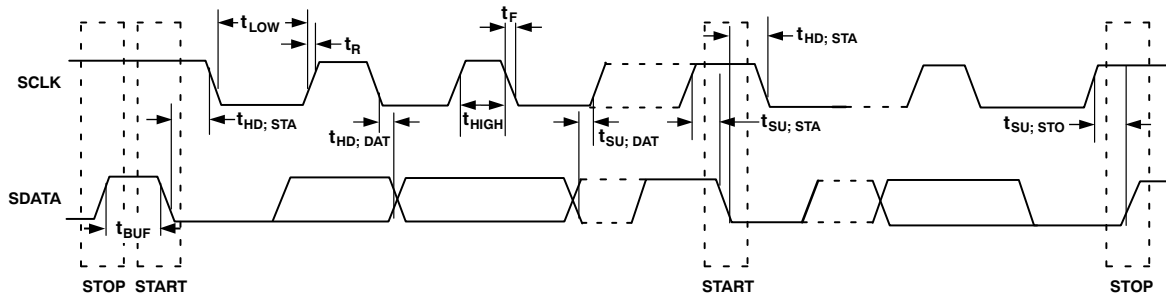 tLOW
tR
tF
tHD; STA
SCLK
tHD; STA
tHD; DAT
tHIGH
tSU; DAT
tSU; STA
tSU; STO
SDATA
tBUF
STOP START
START
STOP